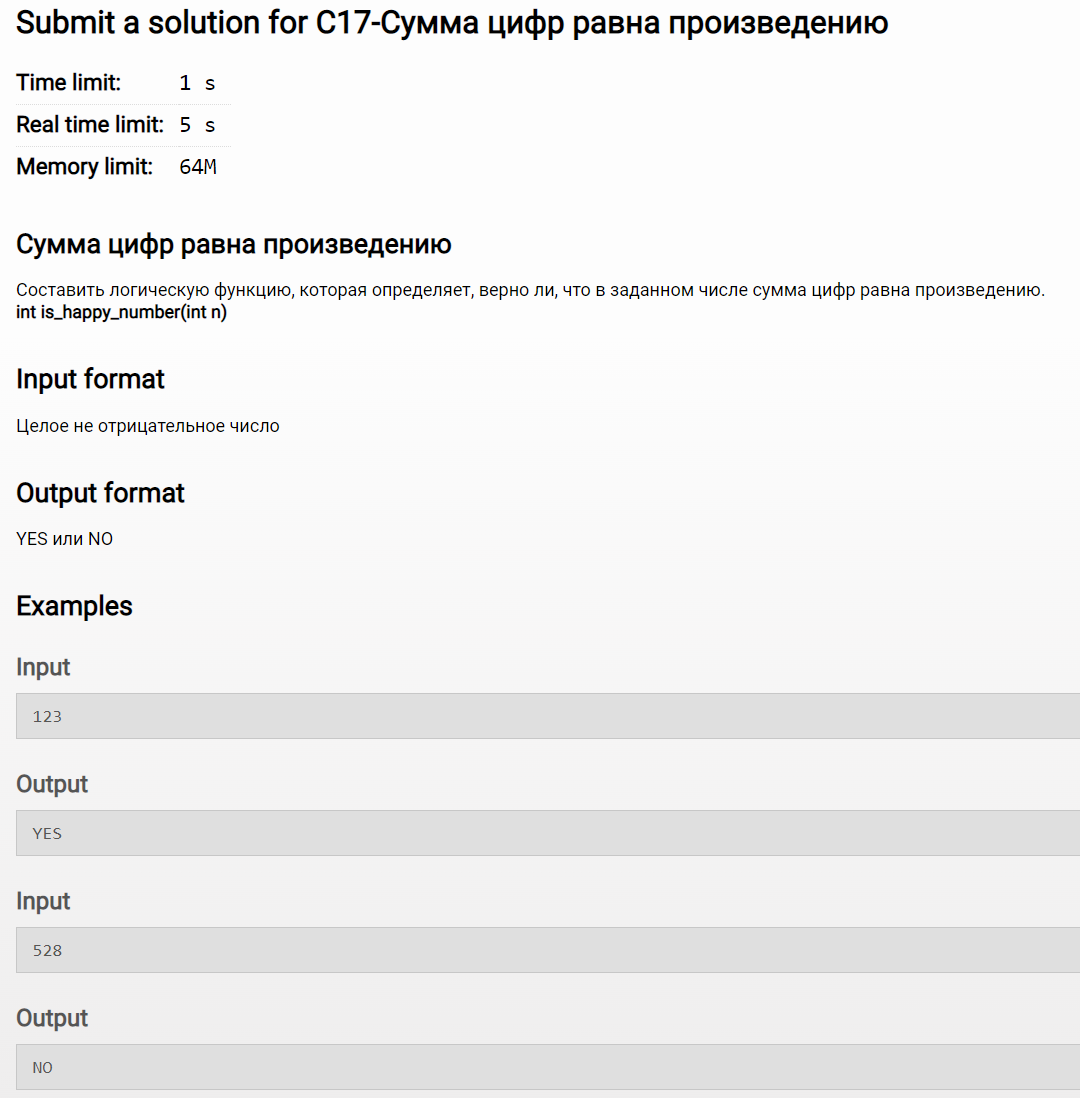 Submit a solution for C17-Сумма цифр равна произведению
Time limit: 1 s
Real time limit: 5 s
Memory limit: 64M
Сумма цифр равна произведению
Составить логическую функцию, которая определяет, верно ли, что в заданном числе сумма цифр равна произведению.
int is_happy_number(int n)
Input format
Целое не отрицательное число
Output format
YES или NO
Examples
Input
123
Output
YES
Input
528
Output
NO